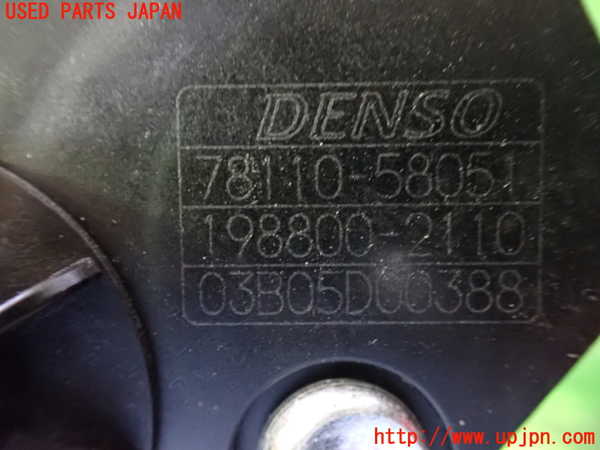 USED PARTS JAPAN
DENSO
78110-58051
198800-2110
03B05D00388
http://www.upjpn.com/